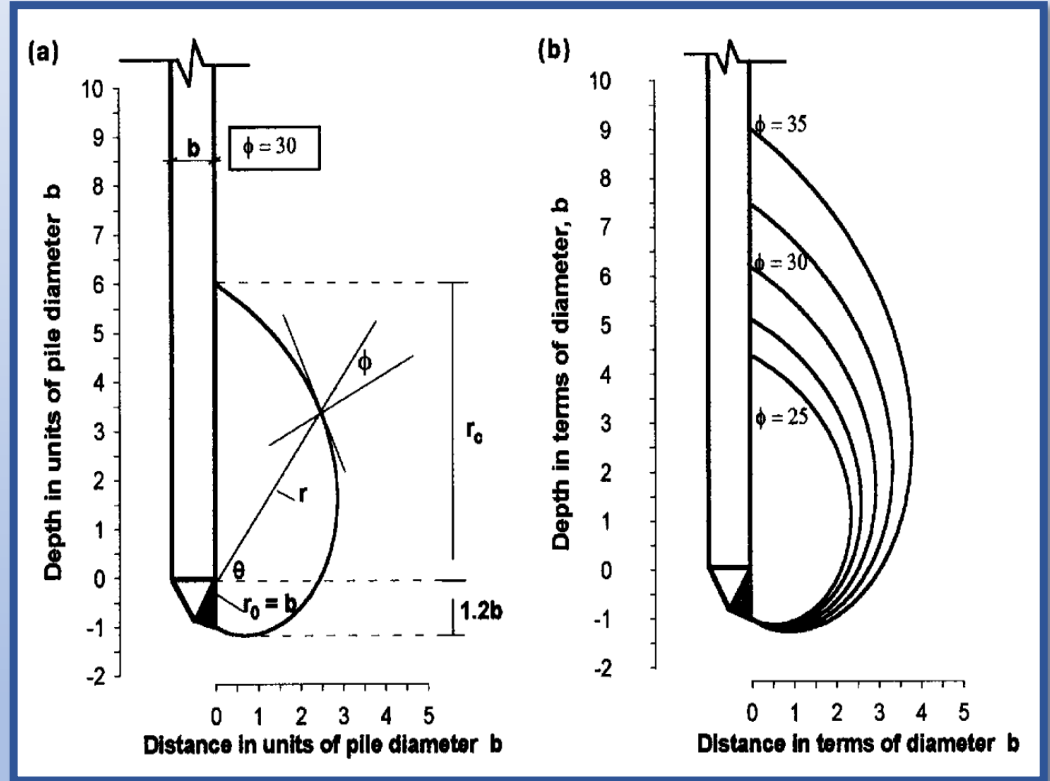 (a)
10
9
8
7
6
5
4
3
2
1
0
-1
-2
Depth in units of pile diameter b
b
ϕ = 30
ϕ
r
θ
r₀ = b
rc
1.2b
0 1 2 3 4 5
Distance in units of pile diameter b
(b)
10
9
8
7
6
5
4
3
2
1
0
-1
-2
Depth in terms of diameter, b
ϕ = 35
ϕ = 30
ϕ = 25
0 1 2 3 4 5
Distance in terms of diameter b